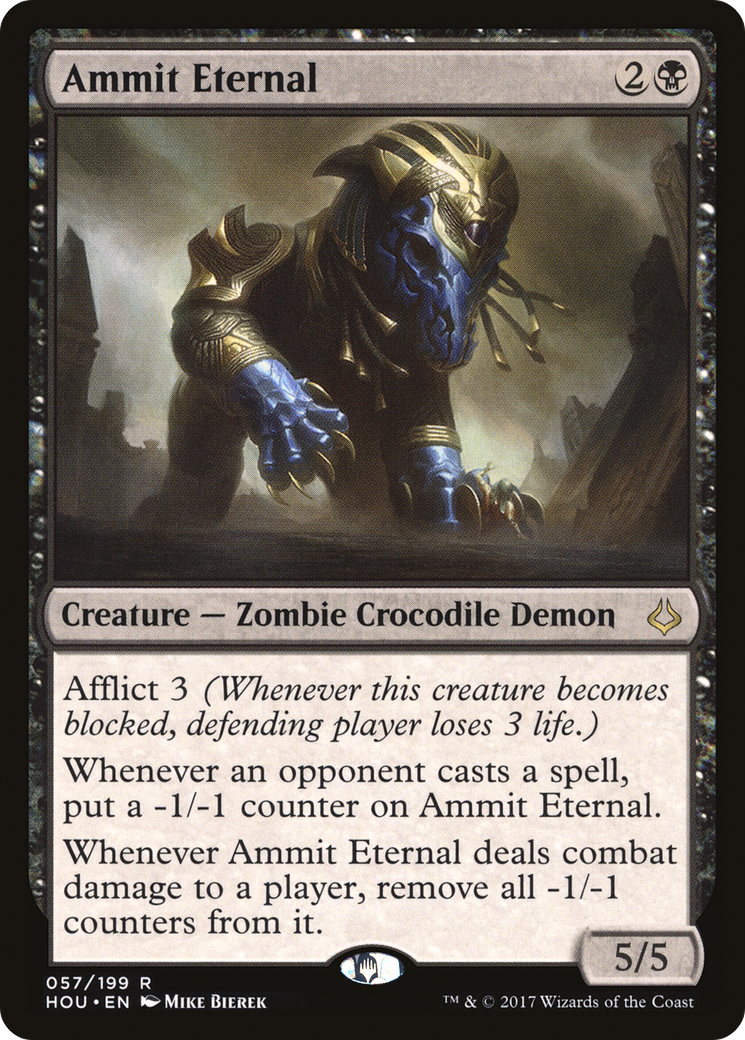 Ammit Eternal 2
Creature — Zombie Crocodile Demon
Afflict 3 (Whenever this creature becomes
blocked, defending player loses 3 life.)
Whenever an opponent casts a spell,
put a -1/-1 counter on Ammit Eternal.
Whenever Ammit Eternal deals combat
damage to a player, remove all -1/-1
counters from it.
5/5
057/199 R
HOU • EN Mike Bierek
™ & © 2017 Wizards of the Coast